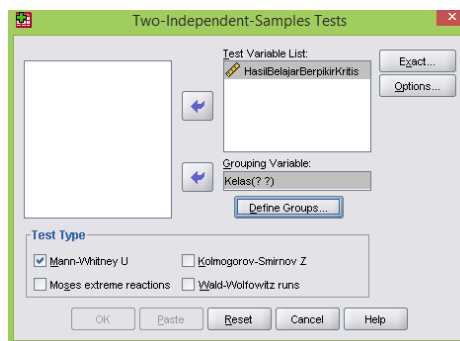 Two-Independent-Samples Tests
Test Variable List:
HasilBelajarBerpikirKritis
Exact...
Options...
Grouping Variable:
Kelas(? ?)
Define Groups...
Test Type
Mann-Whitney U
Kolmogorov-Smirnov Z
Moses extreme reactions
Wald-Wolfowitz runs
OK
Paste
Reset
Cancel
Help